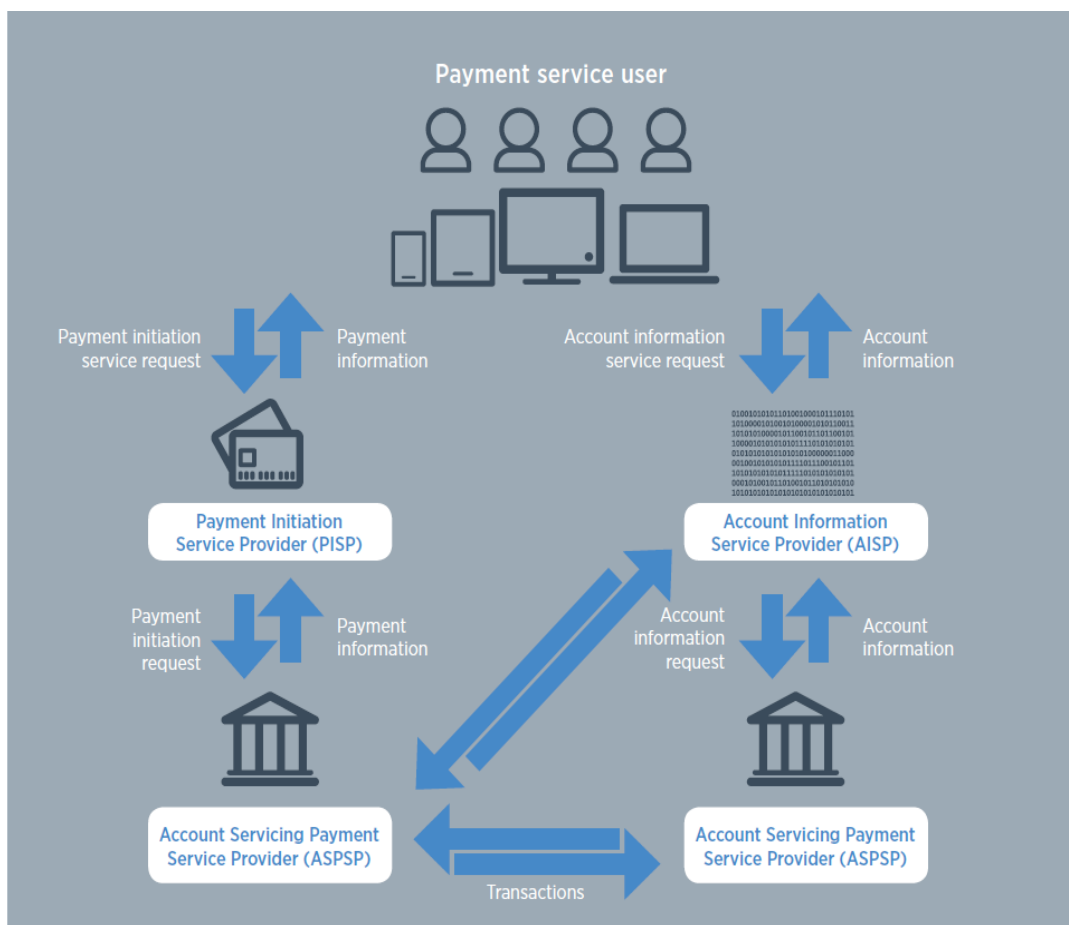 Payment service user
Payment initiation
service request
Payment
information
Account information
service request
Account
information
Payment Initiation
Service Provider (PISP)
Account Information
Service Provider (AISP)
Payment
initiation
request
Payment
information
Account
information
request
Account
information
Account Servicing Payment
Service Provider (ASPSP)
Account Servicing Payment
Service Provider (ASPSP)
Transactions